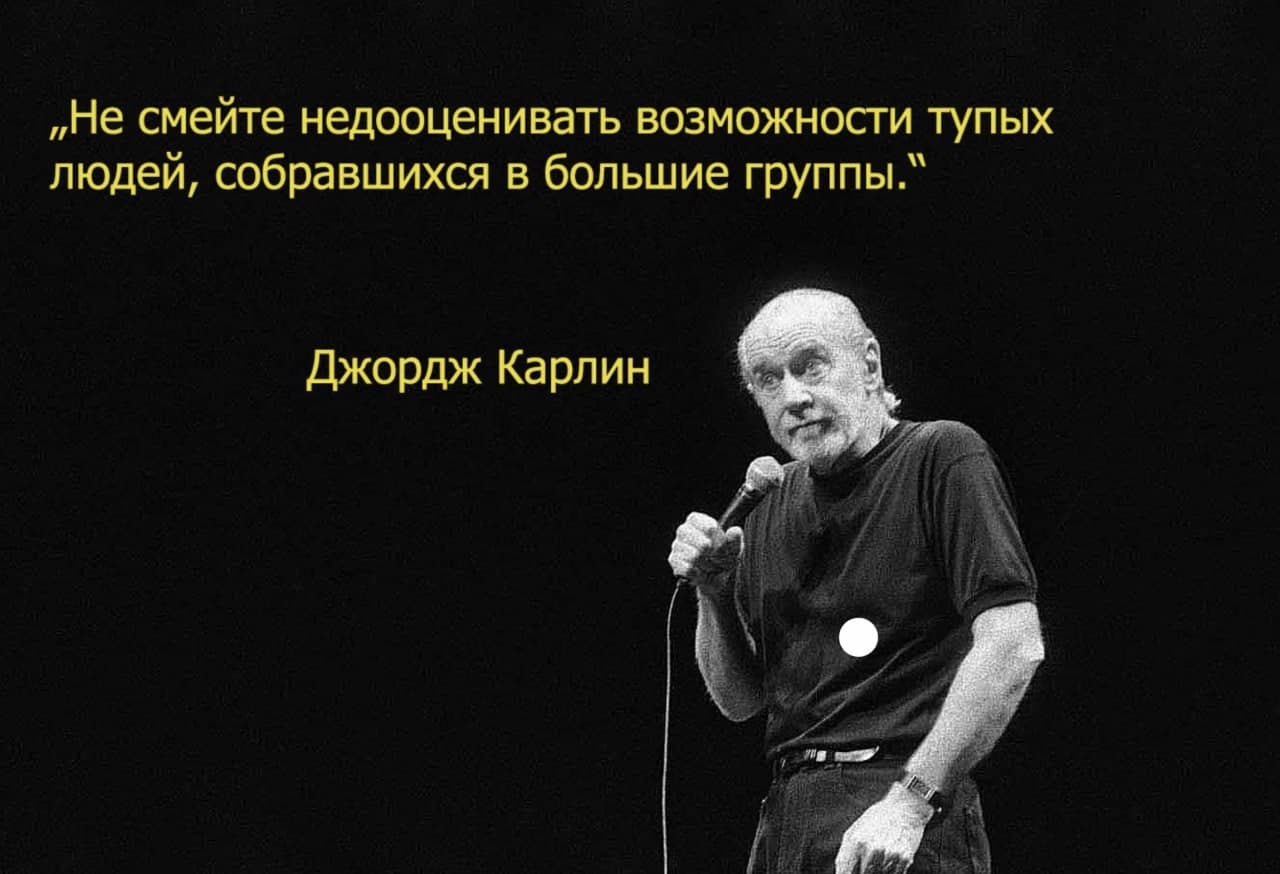 „Не смейте недооценивать возможности тупых
людей, собравшихся в большие группы.“
Джордж Карлин